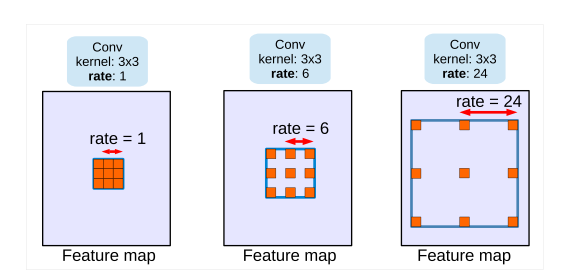 Conv
kernel: 3x3
rate: 1
Conv
kernel: 3x3
rate: 6
Conv
kernel: 3x3
rate: 24
rate = 1
rate = 6
rate = 24
Feature map
Feature map
Feature map